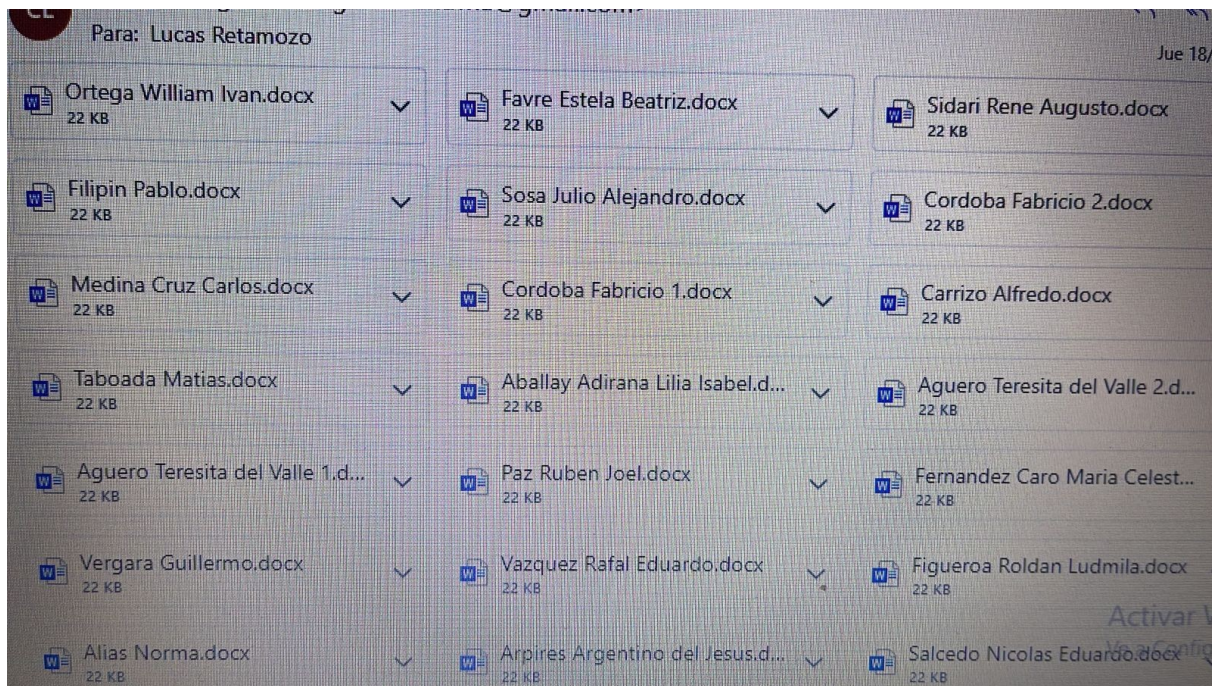 CL
Para: Lucas Retamozo
Jue 18/
Ortega William Ivan.docx
22 KB
Favre Estela Beatriz.docx
22 KB
Sidari Rene Augusto.docx
22 KB
Filipin Pablo.docx
22 KB
Sosa Julio Alejandro.docx
22 KB
Cordoba Fabricio 2.docx
22 KB
Medina Cruz Carlos.docx
22 KB
Cordoba Fabricio 1.docx
22 KB
Carrizo Alfredo.docx
22 KB
Taboada Matias.docx
22 KB
Aballay Adirana Lilia Isabel.d...
22 KB
Aguero Teresita del Valle 2.d...
22 KB
Aguero Teresita del Valle 1.d...
22 KB
Paz Ruben Joel.docx
22 KB
Fernandez Caro Maria Celest...
22 KB
Vergara Guillermo.docx
22 KB
Vazquez Rafal Eduardo.docx
22 KB
Figueroa Roldan Ludmila.docx
22 KB
Activar
Alias Norma.docx
22 KB
Arpires Argentino del Jesus.d...
22 KB
Salcedo Nicolas Eduardo.docx
22 KB